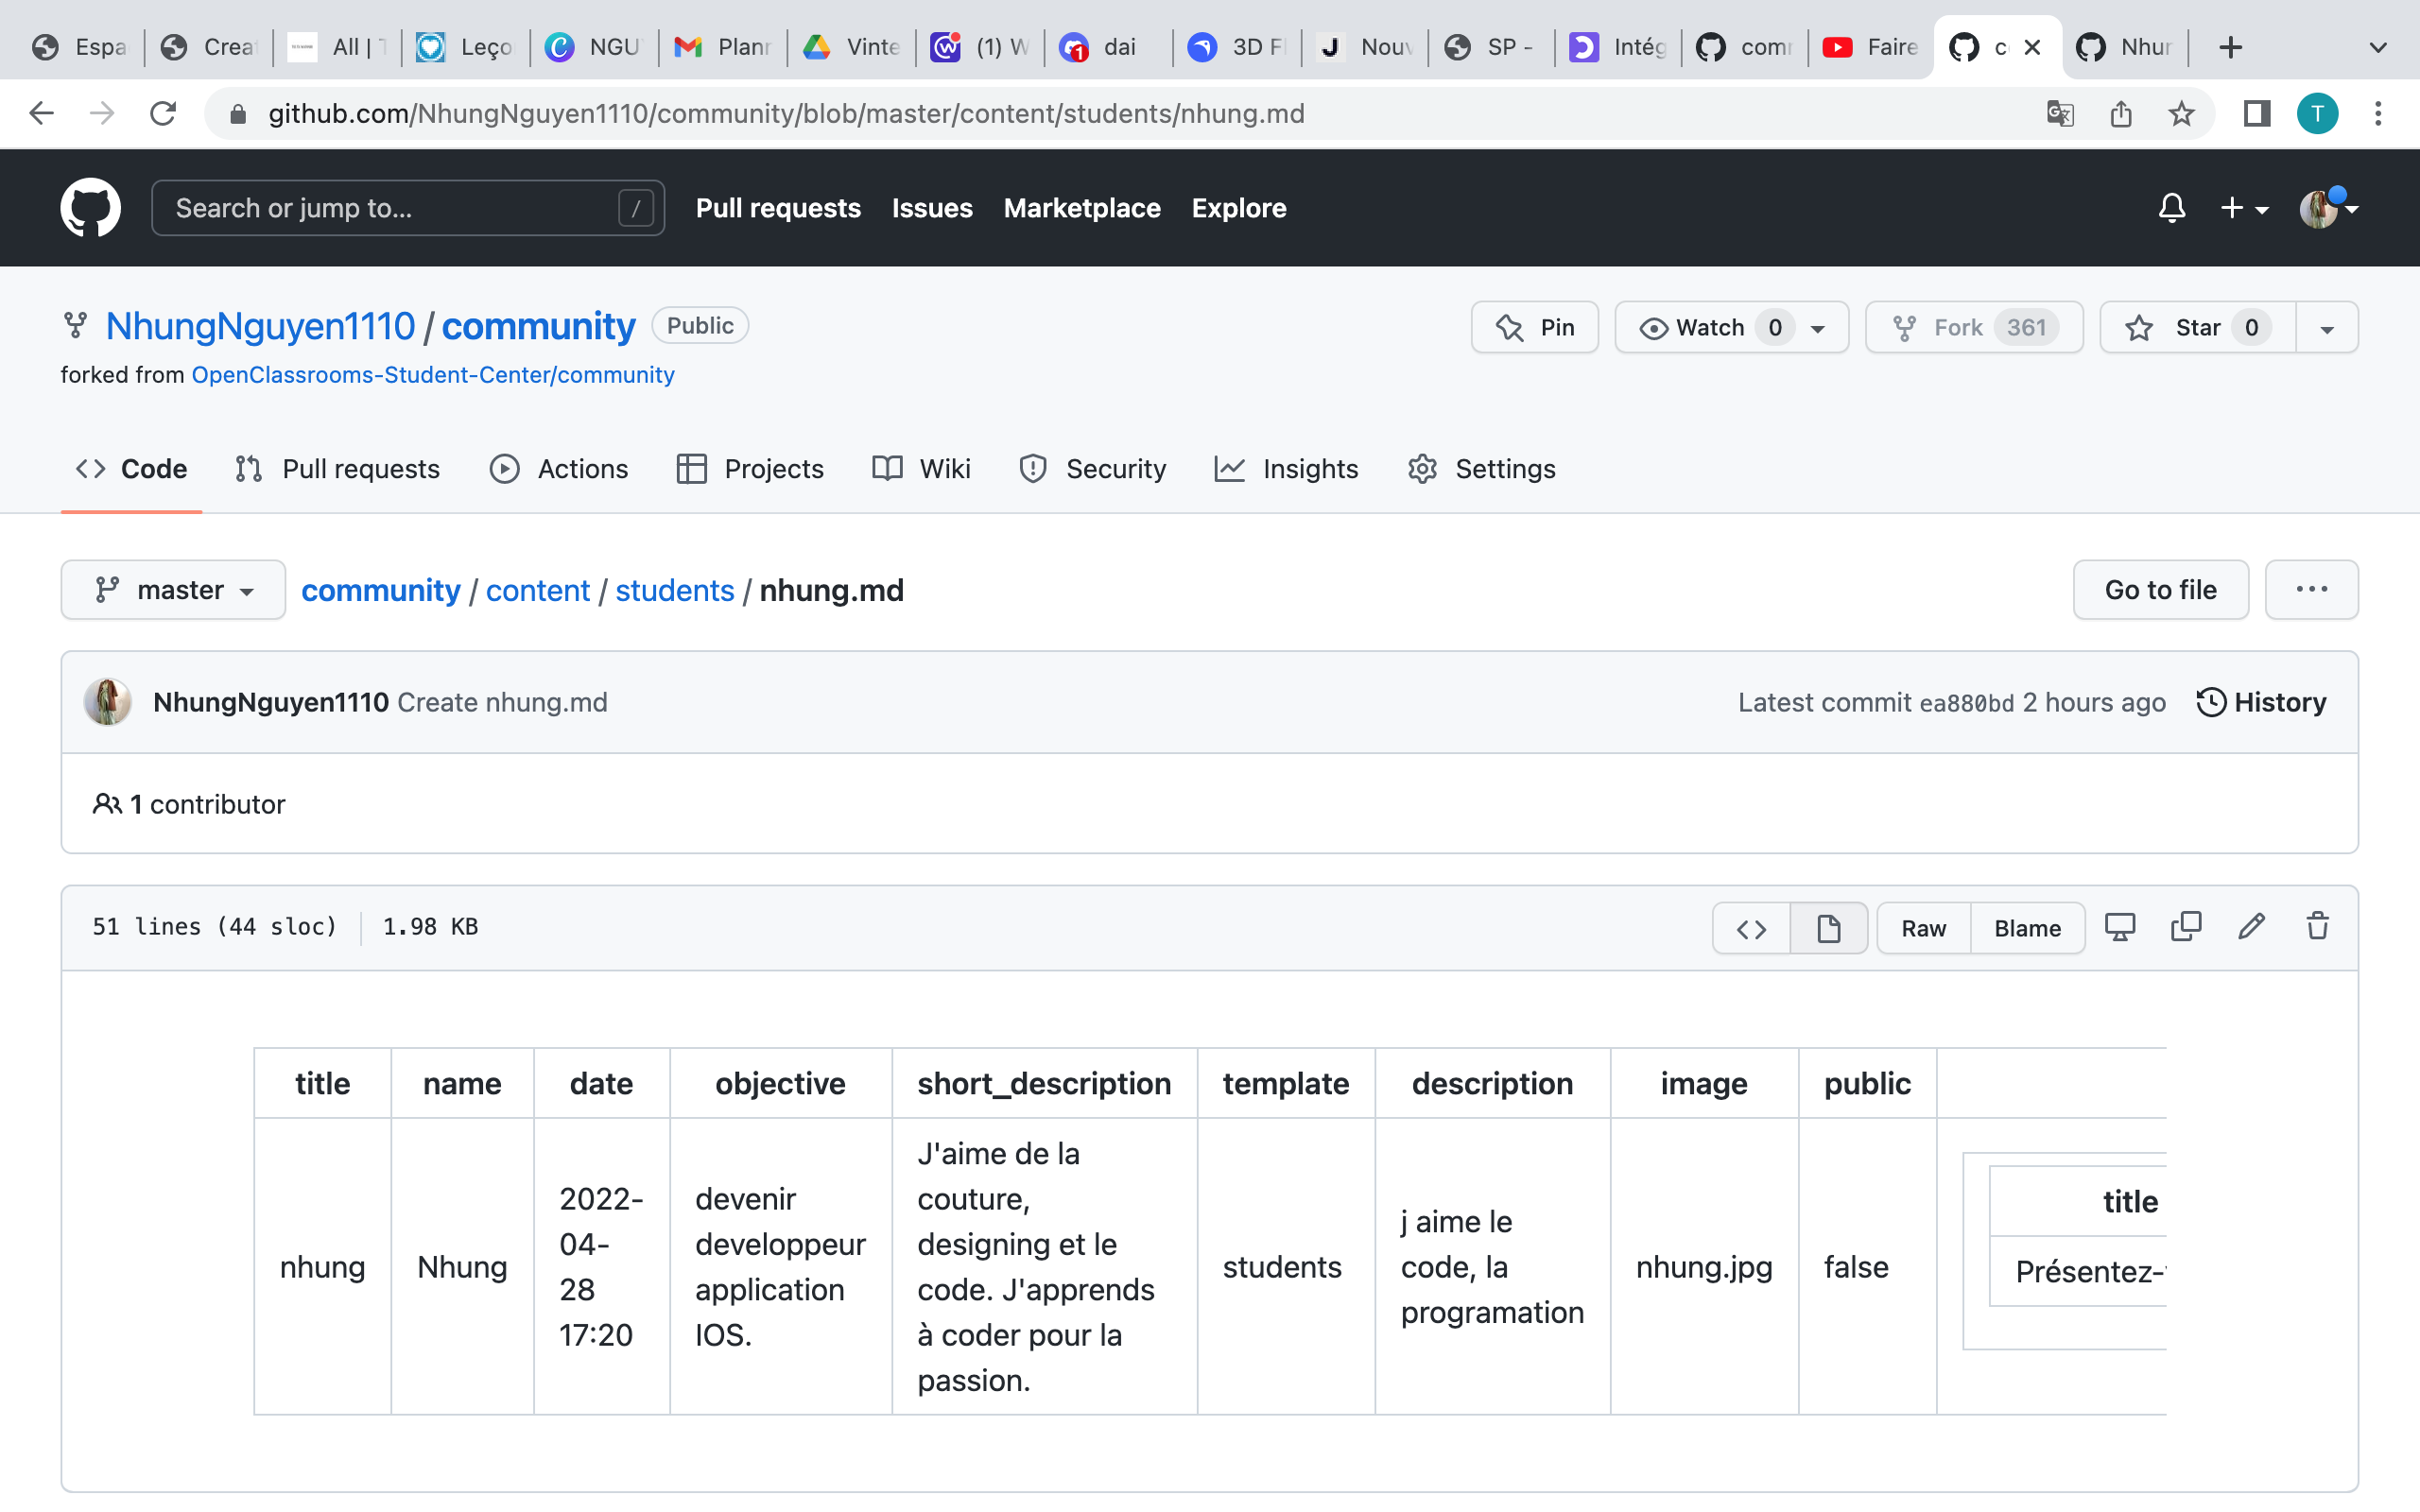 Espa Crea All | T Leço C NGU Planr Vinte (1) W 1 dai 3D Fl J Nouv SP - Intég com Faire c Nhur
github.com/NhungNguyen1110/community/blob/master/content/students/nhung.md T
Search or jump to... / Pull requests Issues Marketplace Explore
NhungNguyen1110 / community Public Pin Watch 0 Fork 361 Star 0
forked from OpenClassrooms-Student-Center/community
Code Pull requests Actions Projects Wiki Security Insights Settings
master community / content / students / nhung.md Go to file ...
NhungNguyen1110 Create nhung.md Latest commit ea880bd 2 hours ago History
1 contributor
51 lines (44 sloc) 1.98 KB <> Raw Blame
title name date objective short_description template description image public
nhung Nhung 2022-
04-
28
17:20 devenir
developpeur
application
IOS. J'aime de la
couture,
designing et le
code. J'apprends
à coder pour la
passion. students j aime le
code, la
programation nhung.jpg false title
Présentez-